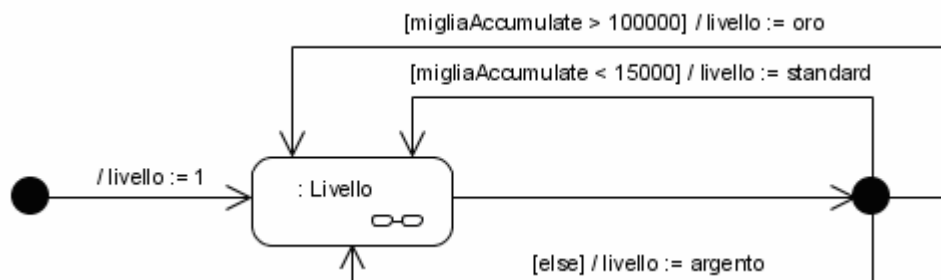 [migliaAccumulate > 100000] / livello := oro
[migliaAccumulate < 15000] / livello := standard
/ livello := 1
: Livello
[else] / livello := argento